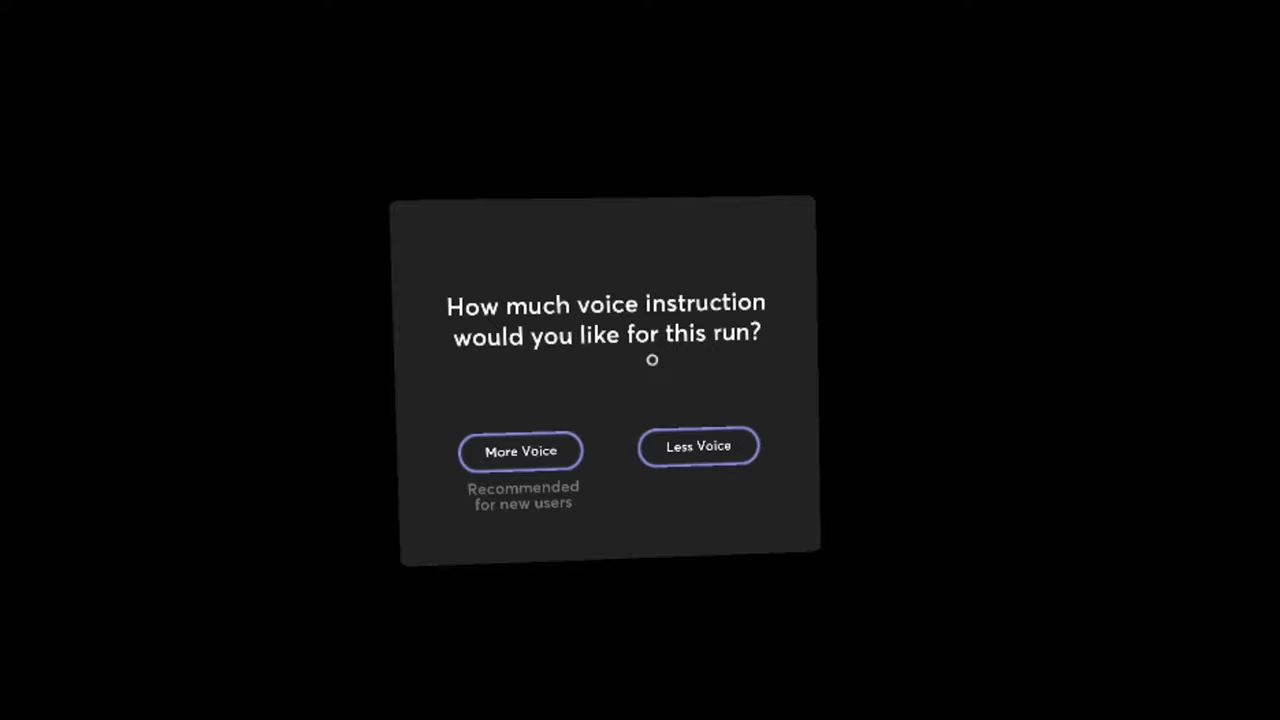 How much voice instruction
would you like for this run?
More Voice
Less Voice
Recommended
for new users